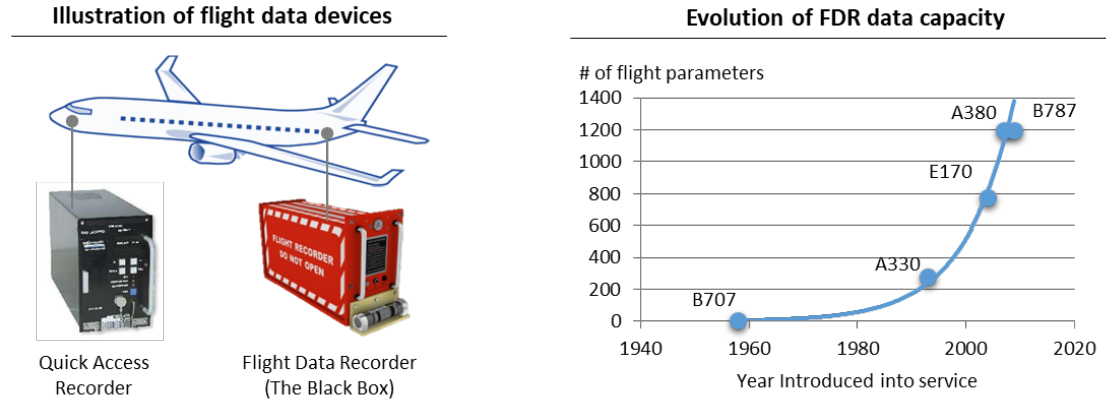 Illustration of flight data devices
FLIGHT RECORDER
DO NOT OPEN
Quick Access
Recorder
Flight Data Recorder
(The Black Box)
Evolution of FDR data capacity
# of flight parameters
1400
1200
1000
800
600
400
200
0
B707
A330
E170
A380
B787
1940
1960
1980
2000
2020
Year Introduced into service